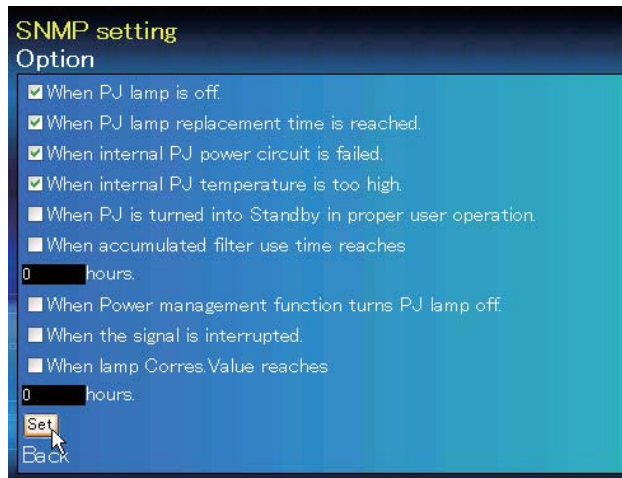 SNMP setting
Option
When PJ lamp is off.
When PJ lamp replacement time is reached.
When internal PJ power circuit is failed.
When internal PJ temperature is too high.
When PJ is turned into Standby in proper user operation.
When accumulated filter use time reaches
0 hours.
When Power management function turns PJ lamp off.
When the signal is interrupted.
When lamp Corres.Value reaches
0 hours.
Set
Back